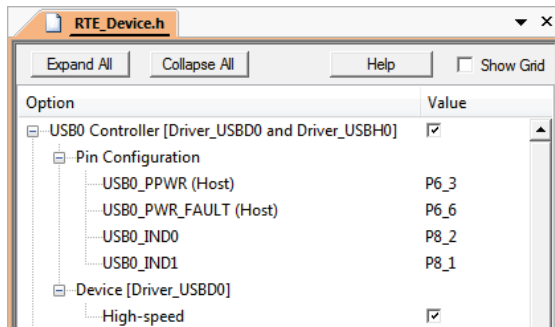 RTE_Device.h
Expand All Collapse All Help Show Grid
Option Value
USB0 Controller [Driver_USBD0 and Driver_USBH0]
Pin Configuration
USB0_PPWR (Host) P6_3
USB0_PWR_FAULT (Host) P6_6
USB0_IND0 P8_2
USB0_IND1 P8_1
Device [Driver_USBD0]
High-speed